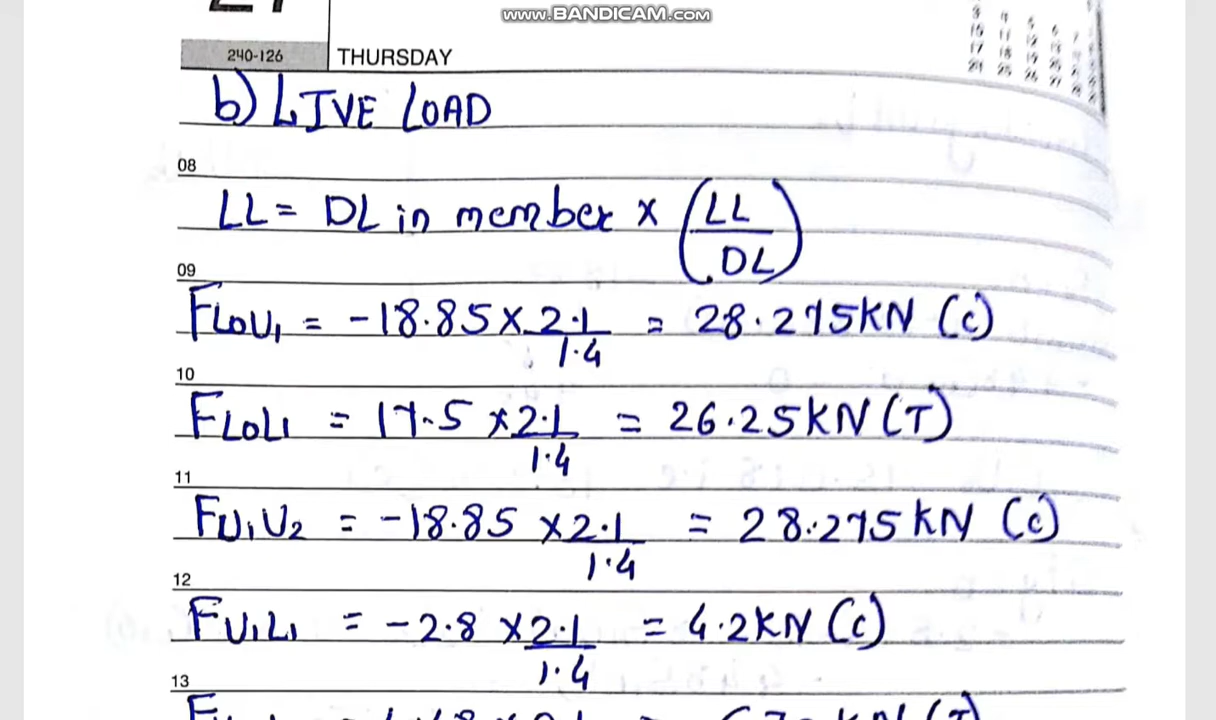 www.BANDICAM.com
240-126 THURSDAY
b) LIVE LOAD
08
LL = DL in member × (LL/DL)
09
FL0U1 = -18.85 × 2.1/1.4 = 28.275KN (C)
10
FL0L1 = 17.5 × 2.1/1.4 = 26.25KN (T)
11
FU1U2 = -18.85 × 2.1/1.4 = 28.275KN (C)
12
FU1L1 = -2.8 × 2.1/1.4 = 4.2KN (C)
13